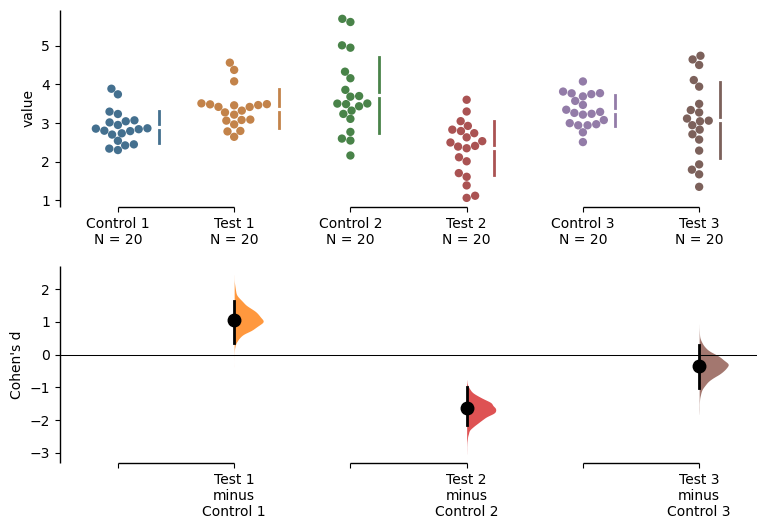 value
5
4
3
2
1
Control 1
N = 20
Test 1
N = 20
Control 2
N = 20
Test 2
N = 20
Control 3
N = 20
Test 3
N = 20
Cohen's d
2
1
0
−1
−2
−3
Test 1
minus
Control 1
Test 2
minus
Control 2
Test 3
minus
Control 3